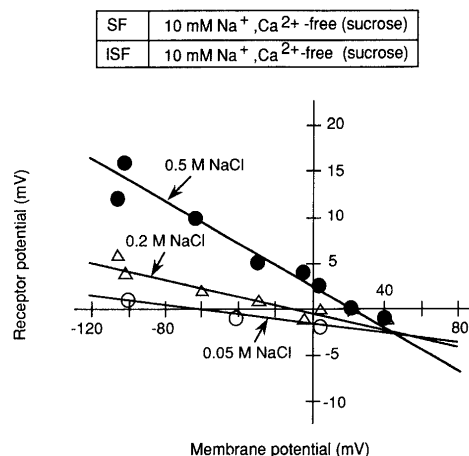 SF 10 mM Na+ ,Ca2+ -free (sucrose)
ISF 10 mM Na+ ,Ca2+-free (sucrose)
Receptor potential (mV)
20
15
10
5
-5
-10
0.5 M NaCl
0.2 M NaCl
0.05 M NaCl
-120 -80 -40 0 40 80
Membrane potential (mV)